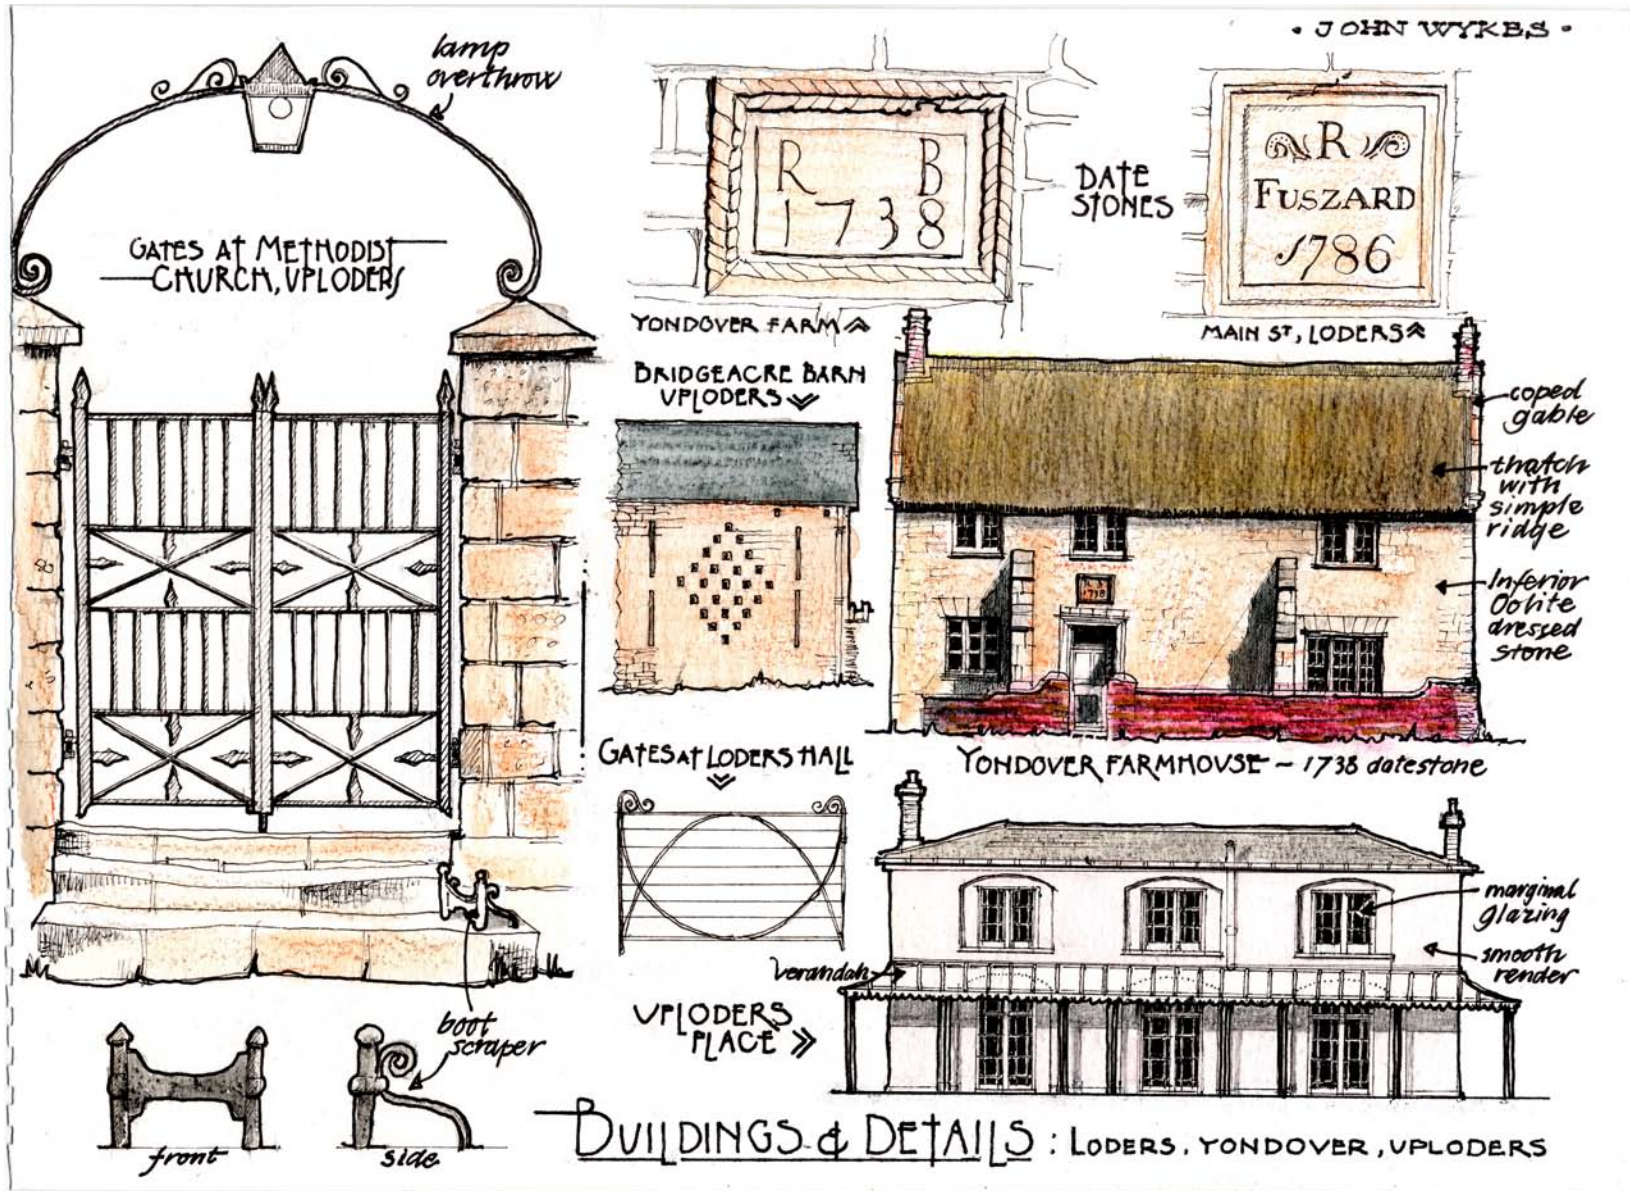 · JOHN WYKES ·
lamp
overthrow
GATES AT METHODIST
CHURCH, UPLODERS
R B
1738
DATE
STONES
R
FUSZARD
1786
YONDOVER FARM
MAIN ST, LODERS
BRIDGEACRE BARN
UPLODERS
coped
gable
thatch
with
simple
ridge
Inferior
Oolite
dressed
stone
R B
1738
GATES AT LODERS HALL
YONDOVER FARMHOUSE ~ 1738 datestone
marginal
glazing
smooth
render
verandah
UPLODERS
PLACE
boot
scraper
front
side
BUILDINGS & DETAILS : LODERS, YONDOVER, UPLODERS